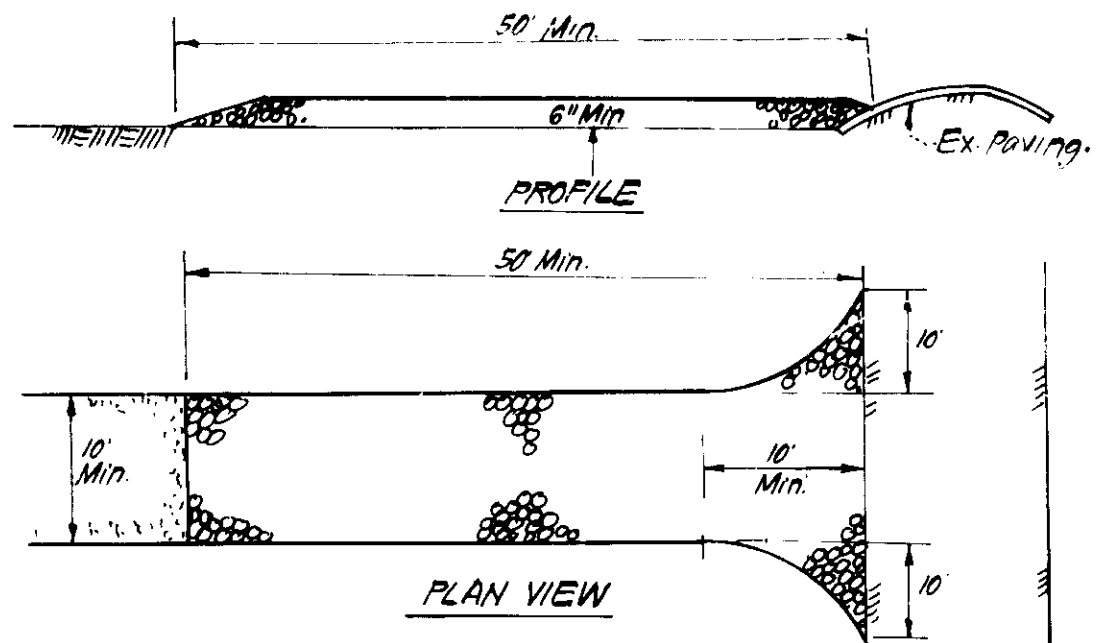 50' Min.
6" Min
Ex. Paving.
PROFILE
50' Min.
10'
10'
Min.
10'
Min.
10'
PLAN VIEW